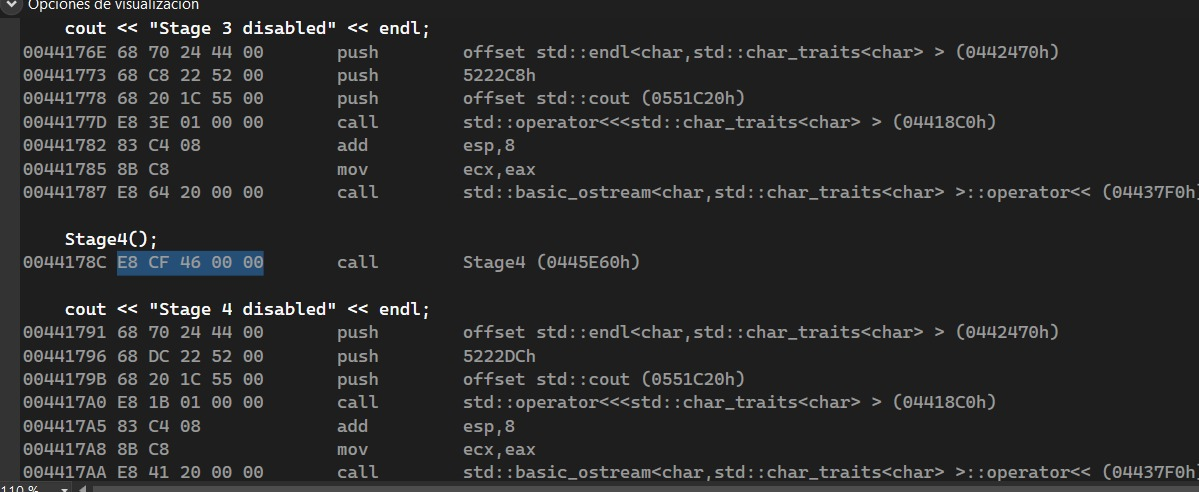 Opciones de visualización
cout << "Stage 3 disabled" << endl;
0044176E 68 70 24 44 00 push offset std::endl<char,std::char_traits<char> > (0442470h)
00441773 68 C8 22 52 00 push 5222C8h
00441778 68 20 1C 55 00 push offset std::cout (0551C20h)
0044177D E8 3E 01 00 00 call std::operator<<<std::char_traits<char> > (04418C0h)
00441782 83 C4 08 add esp,8
00441785 8B C8 mov ecx,eax
00441787 E8 64 20 00 00 call std::basic_ostream<char,std::char_traits<char> >::operator<< (04437F0h)
Stage4();
0044178C E8 CF 46 00 00 call Stage4 (0445E60h)
cout << "Stage 4 disabled" << endl;
00441791 68 70 24 44 00 push offset std::endl<char,std::char_traits<char> > (0442470h)
00441796 68 DC 22 52 00 push 5222DCh
0044179B 68 20 1C 55 00 push offset std::cout (0551C20h)
004417A0 E8 1B 01 00 00 call std::operator<<<std::char_traits<char> > (04418C0h)
004417A5 83 C4 08 add esp,8
004417A8 8B C8 mov ecx,eax
004417AA E8 41 20 00 00 call std::basic_ostream<char,std::char_traits<char> >::operator<< (04437F0h)
110 %